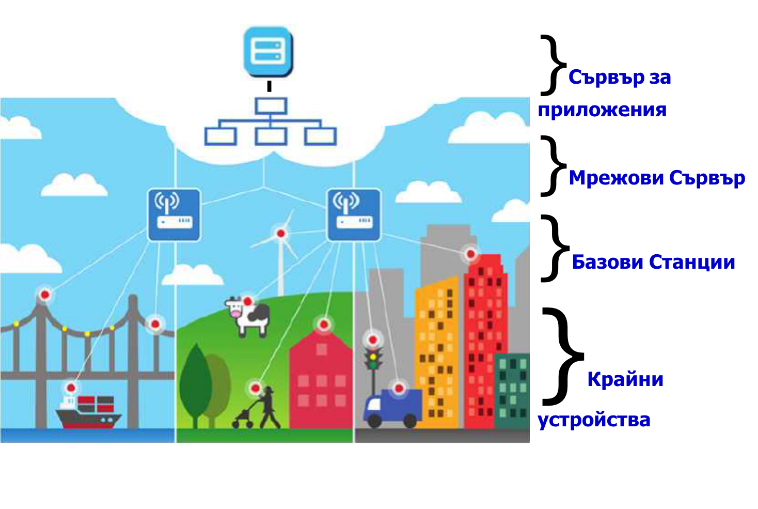 Сървър за
приложения
Мрежови Сървър
Базови Станции
Крайни
устройства